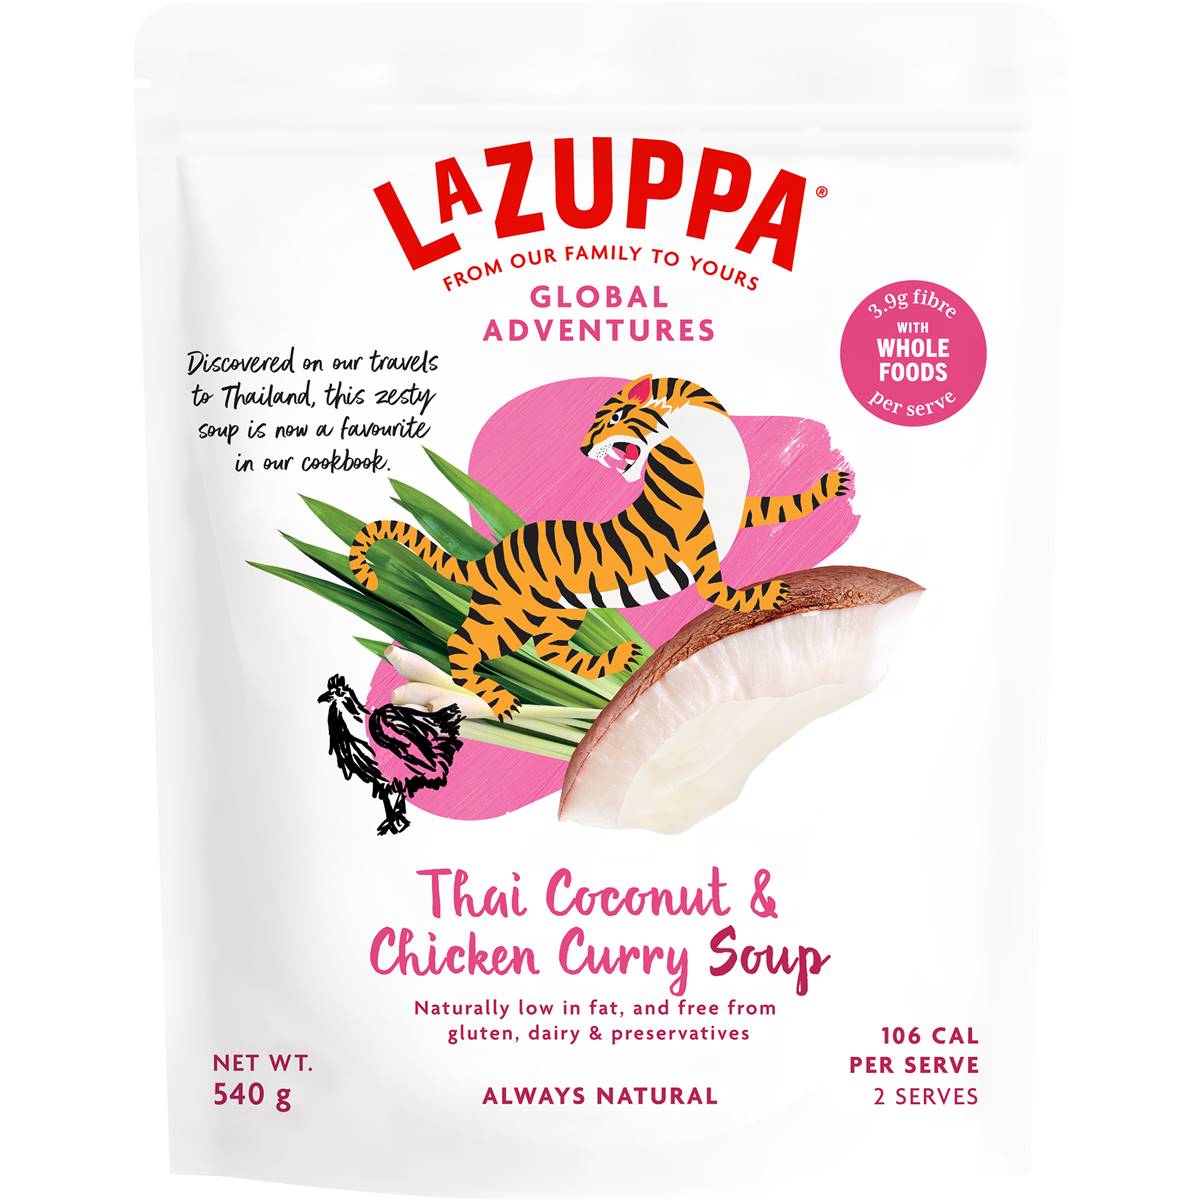 LAZUPPA®
FROM OUR FAMILY TO YOURS
GLOBAL
ADVENTURES
3.9g fibre
WITH
WHOLE
FOODS
per serve
Discovered on our travels
to Thailand, this zesty
soup is now a favourite
in our cookbook.
Thai Coconut &
Chicken Curry Soup
Naturally low in fat, and free from
gluten, dairy & preservatives
NET WT.
540 g
ALWAYS NATURAL
106 CAL
PER SERVE
2 SERVES